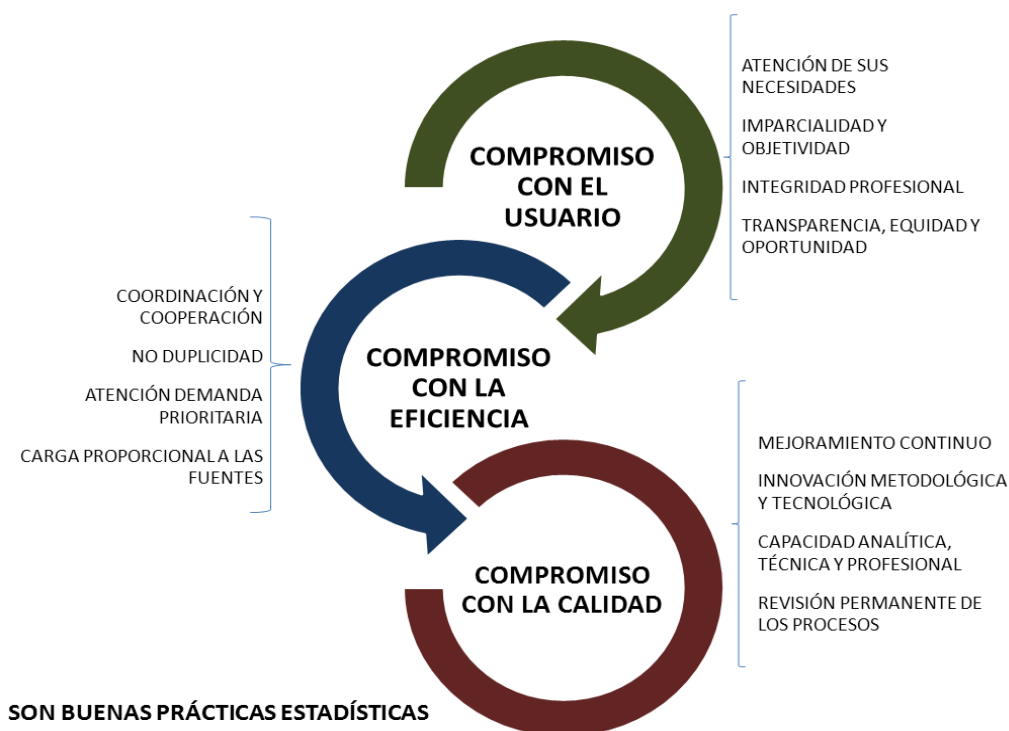 COMPROMISO
CON EL
USUARIO
ATENCIÓN DE SUS
NECESIDADES
IMPARCIALIDAD Y
OBJETIVIDAD
INTEGRIDAD PROFESIONAL
TRANSPARENCIA, EQUIDAD Y
OPORTUNIDAD
COORDINACIÓN Y
COOPERACIÓN
NO DUPLICIDAD
ATENCIÓN DEMANDA
PRIORITARIA
CARGA PROPORCIONAL A LAS
FUENTES
COMPROMISO
CON LA
EFICIENCIA
COMPROMISO
CON LA CALIDAD
MEJORAMIENTO CONTINUO
INNOVACIÓN METODOLÓGICA
Y TECNOLÓGICA
CAPACIDAD ANALÍTICA,
TÉCNICA Y PROFESIONAL
REVISIÓN PERMANENTE DE
LOS PROCESOS
SON BUENAS PRÁCTICAS ESTADÍSTICAS